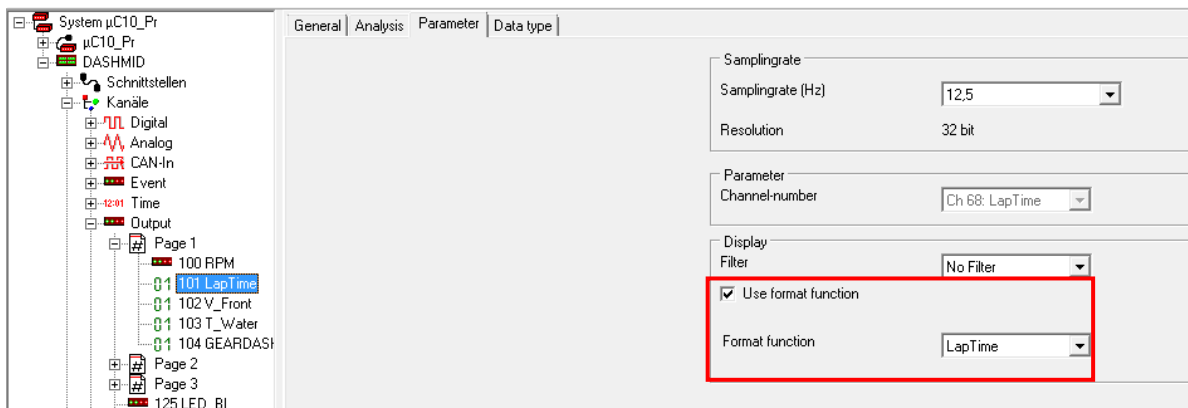 System µC10_Pr
µC10_Pr
DASHMID
Schnittstellen
Kanäle
Digital
Analog
CAN-In
Event
12:01 Time
Output
Page 1
100 RPM
101 LapTime
102 V_Front
103 T_Water
104 GEARDASH
Page 2
Page 3
125 LED_BL
General
Analysis
Parameter
Data type
Samplingrate
Samplingrate (Hz)
12,5
Resolution
32 bit
Parameter
Channel-number
Ch 68: LapTime
Display
Filter
No Filter
Use format function
Format function
LapTime